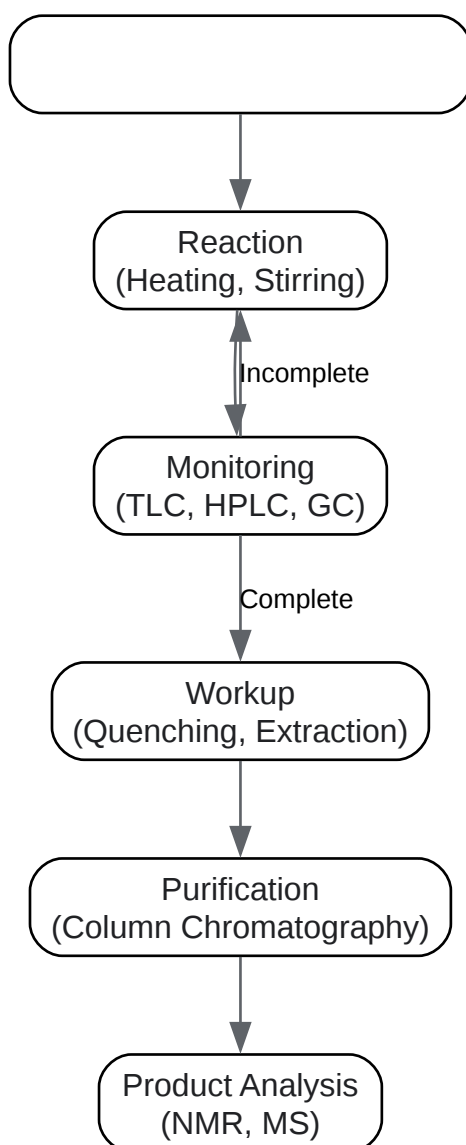 Reaction
(Heating, Stirring)
Incomplete
Monitoring
(TLC, HPLC, GC)
Complete
Workup
(Quenching, Extraction)
Purification
(Column Chromatography)
Product Analysis
(NMR, MS)